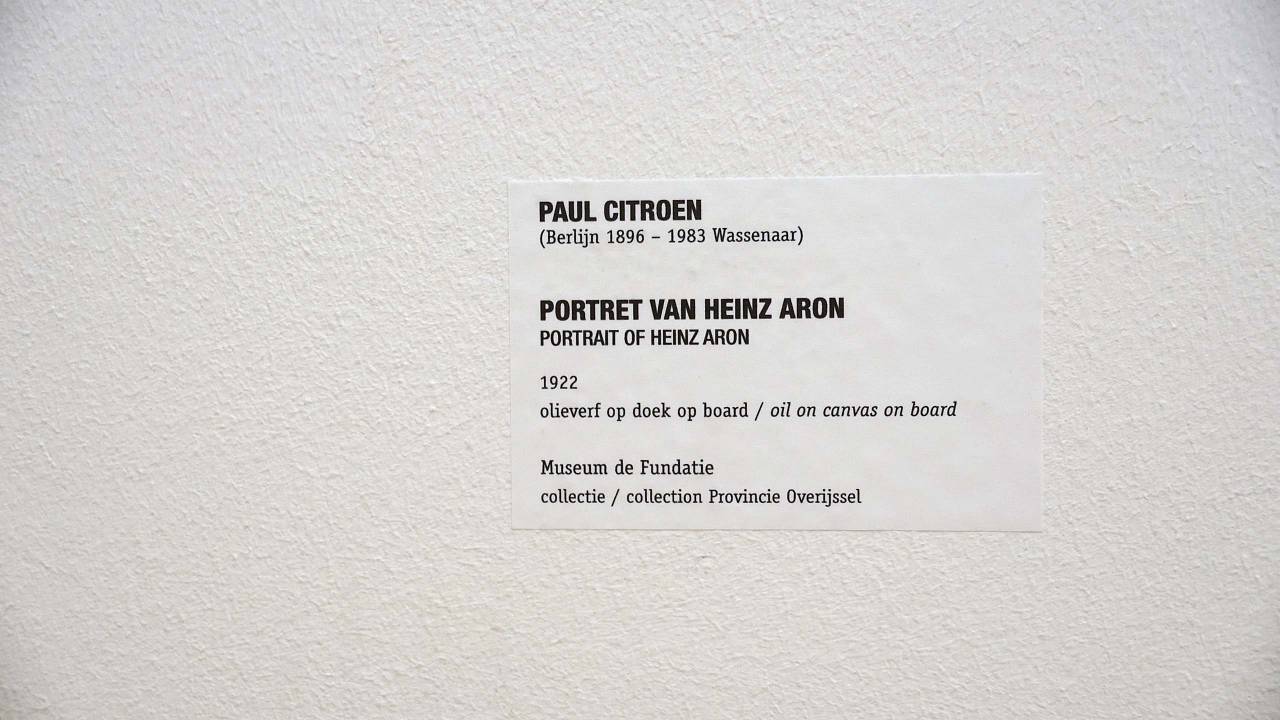 PAUL CITROEN
(Berlijn 1896 – 1983 Wassenaar)
PORTRET VAN HEINZ ARON
PORTRAIT OF HEINZ ARON
1922
olieverf op doek op board / oil on canvas on board
Museum de Fundatie
collectie / collection Provincie Overijssel